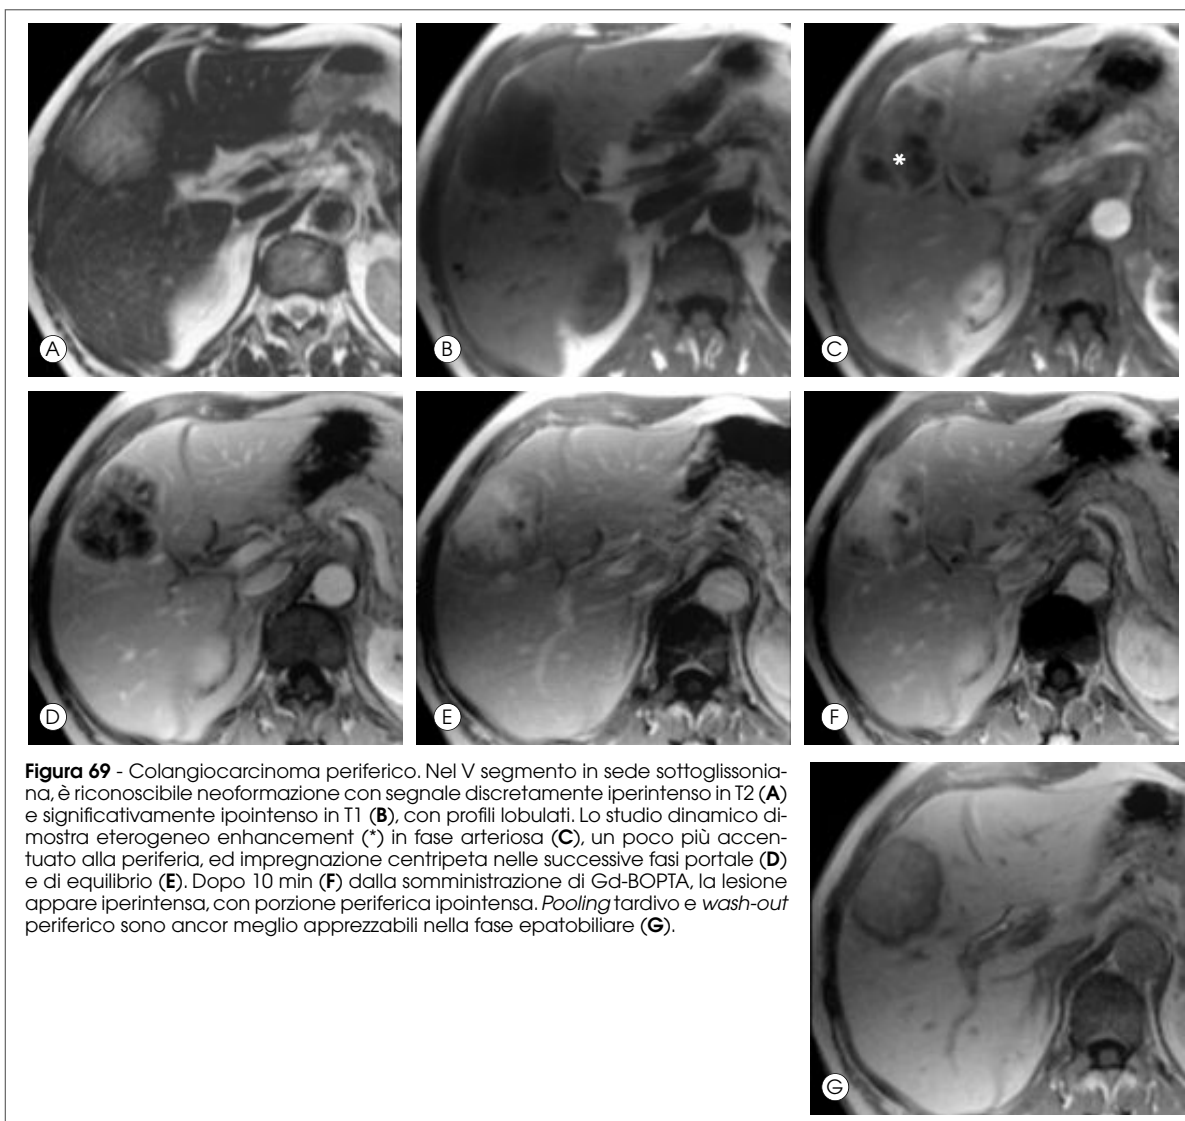 A
B
*
C
D
E
F
Figura 69 - Colangiocarcinoma periferico. Nel V segmento in sede sottoglissonia-
na, è riconoscibile neoformazione con segnale discretamente iperintenso in T2 (A)
e significativamente ipointenso in T1 (B), con profili lobulati. Lo studio dinamico di-
mostra eterogeneo enhancement (*) in fase arteriosa (C), un poco più accen-
tuato alla periferia, ed impregnazione centripeta nelle successive fasi portale (D)
e di equilibrio (E). Dopo 10 min (F) dalla somministrazione di Gd-BOPTA, la lesione
appare iperintensa, con porzione periferica ipointensa. Pooling tardivo e wash-out
periferico sono ancor meglio apprezzabili nella fase epatobiliare (G).
G